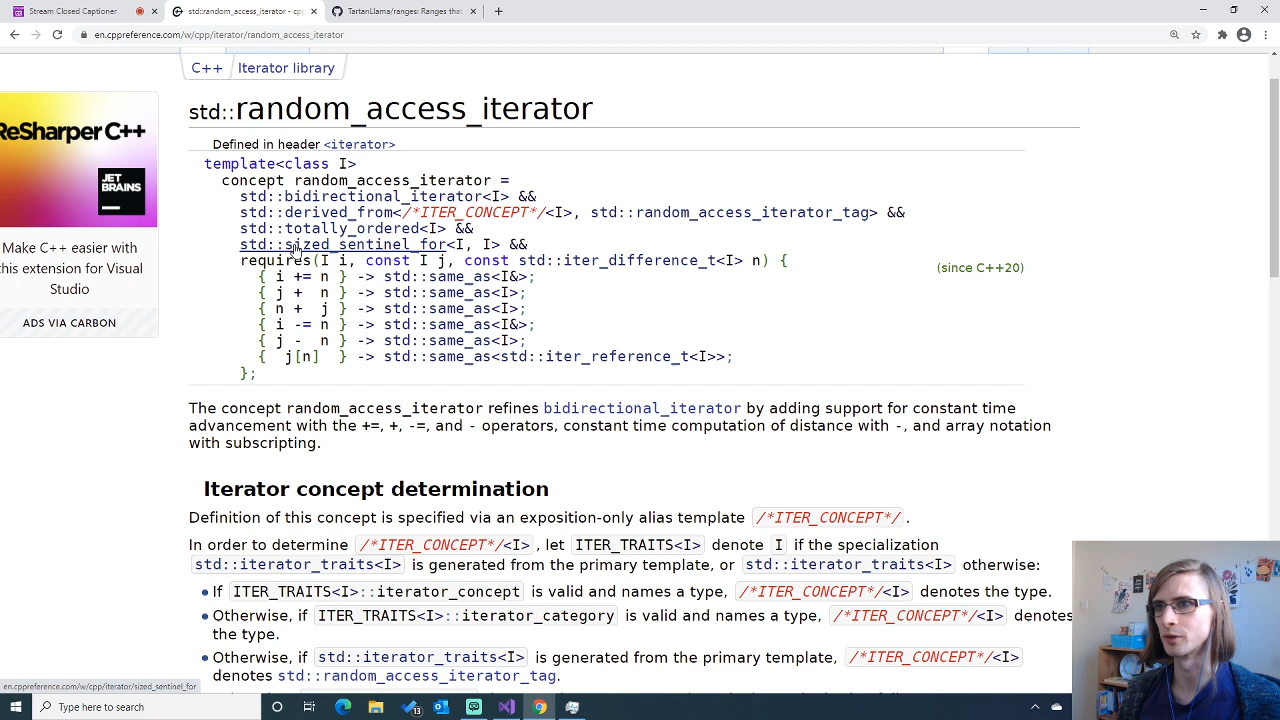 Stream Closed Captioner
std::random_access_iterator - cpp
TartanLlama/ranges: Ranges that
en.cppreference.com/w/cpp/iterator/random_access_iterator
C++
Iterator library
std::random_access_iterator
Defined in header <iterator>
template<class I>
concept random_access_iterator =
std::bidirectional_iterator<I> &&
std::derived_from</*ITER_CONCEPT*/<I>, std::random_access_iterator_tag> &&
std::totally_ordered<I> &&
std::sized_sentinel_for<I, I> &&
requires(I i, const I j, const std::iter_difference_t<I> n) {
{ i += n } -> std::same_as<I&>;
{ j +  n } -> std::same_as<I>;
{ n +  j } -> std::same_as<I>;
{ i -= n } -> std::same_as<I&>;
{ j -  n } -> std::same_as<I>;
{  j[n]  } -> std::same_as<std::iter_reference_t<I>>;
};
(since C++20)
ReSharper C++
JET
BRAINS
Make C++ easier with
this extension for Visual
Studio
ADS VIA CARBON
The concept random_access_iterator refines bidirectional_iterator by adding support for constant time
advancement with the +=, +, -=, and - operators, constant time computation of distance with -, and array notation
with subscripting.
Iterator concept determination
Definition of this concept is specified via an exposition-only alias template /*ITER_CONCEPT*/.
In order to determine /*ITER_CONCEPT*/<I>, let ITER_TRAITS<I> denote I if the specialization
std::iterator_traits<I> is generated from the primary template, or std::iterator_traits<I> otherwise:
If ITER_TRAITS<I>::iterator_concept is valid and names a type, /*ITER_CONCEPT*/<I> denotes the type.
Otherwise, if ITER_TRAITS<I>::iterator_category is valid and names a type, /*ITER_CONCEPT*/<I> denotes
the type.
Otherwise, if std::iterator_traits<I> is generated from the primary template, /*ITER_CONCEPT*/<I>
denotes std::random_access_iterator_tag.
en.cppreference.com/w/cpp/iterator/sized_sentinel_for
Type here to search
13